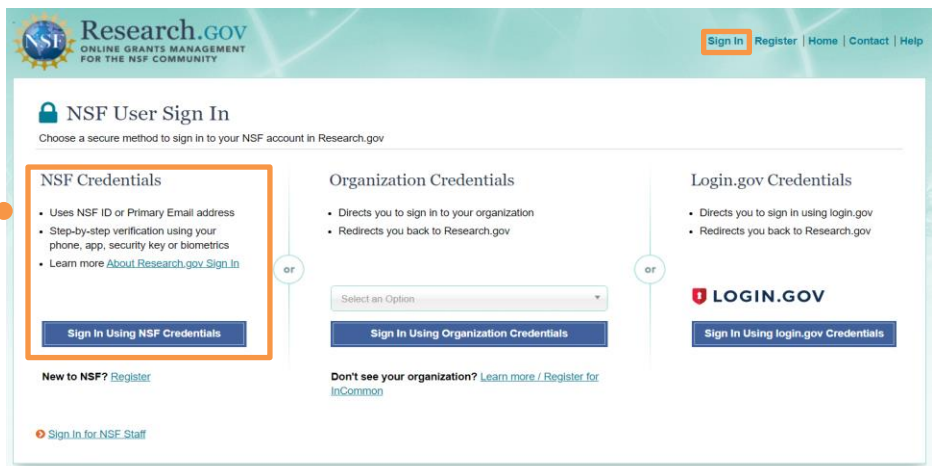 NSF
Research.gov
ONLINE GRANTS MANAGEMENT
FOR THE NSF COMMUNITY
Sign In Register | Home | Contact | Help
NSF User Sign In
Choose a secure method to sign in to your NSF account in Research.gov
NSF Credentials
• Uses NSF ID or Primary Email address
• Step-by-step verification using your
phone, app, security key or biometrics
• Learn more About Research.gov Sign In
Sign In Using NSF Credentials
New to NSF? Register
or
Organization Credentials
• Directs you to sign in to your organization
• Redirects you back to Research.gov
Select an Option
Sign In Using Organization Credentials
Don't see your organization? Learn more / Register for
InCommon
or
Login.gov Credentials
• Directs you to sign in using login.gov
• Redirects you back to Research.gov
LOGIN.GOV
Sign In Using login.gov Credentials
Sign In for NSF Staff